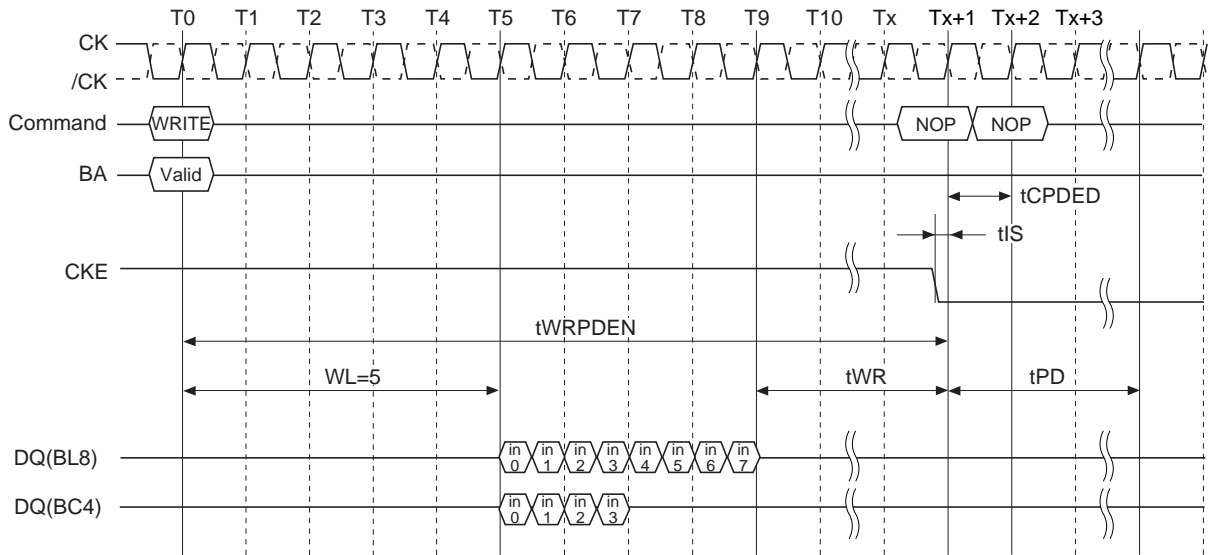 T0 T1 T2 T3 T4 T5 T6 T7 T8 T9 T10 Tx Tx+1 Tx+2 Tx+3
CK
/CK
Command WRITE NOP NOP
BA Valid
tCPDED
tIS
CKE
tWRPDEN
WL=5 tWR tPD
DQ(BL8) in 0 in 1 in 2 in 3 in 4 in 5 in 6 in 7
DQ(BC4) in 0 in 1 in 2 in 3